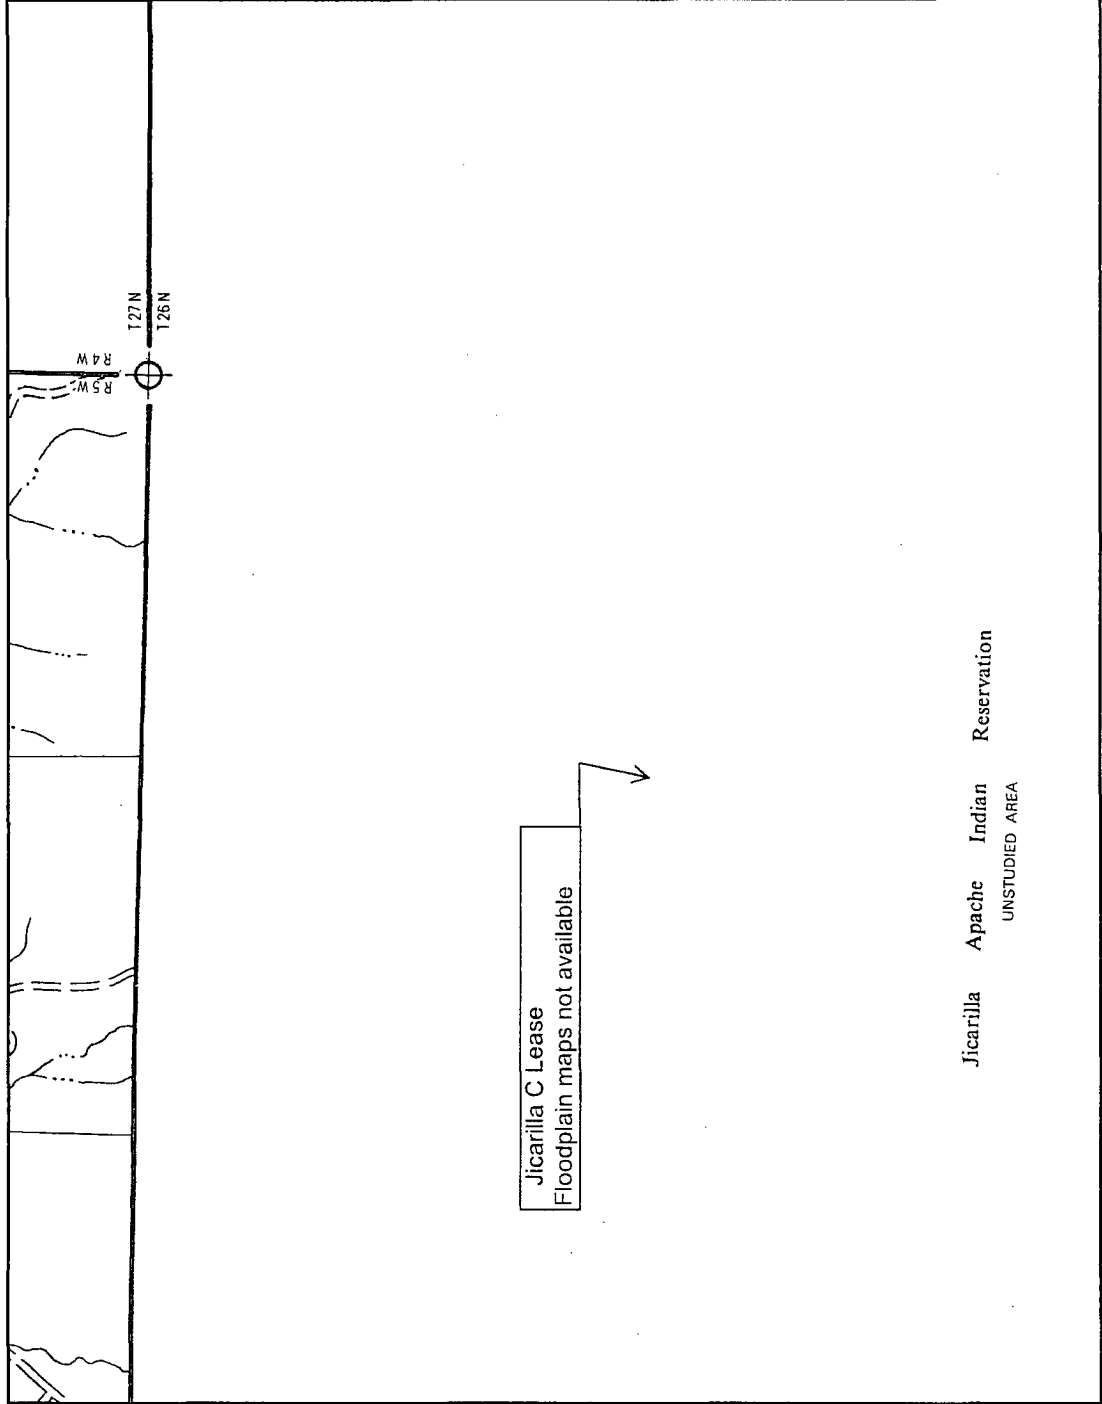 T27N
T26N
R5W
R4W
Jicarilla C Lease
Floodplain maps not available
Jicarilla Apache Indian Reservation
UNSTUDIED AREA